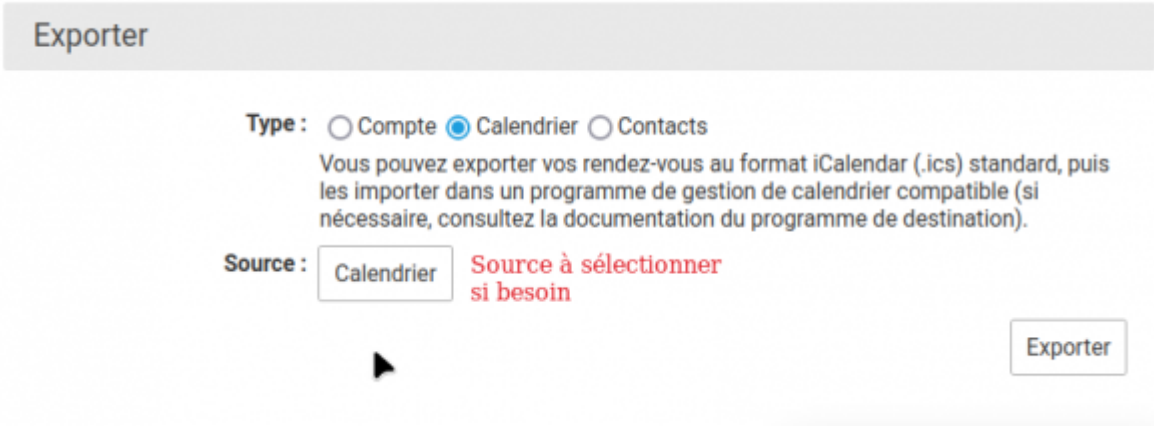 Exporter
Type : Compte Calendrier Contacts
Vous pouvez exporter vos rendez-vous au format iCalendar (.ics) standard, puis
les importer dans un programme de gestion de calendrier compatible (si
nécessaire, consultez la documentation du programme de destination).
Source : Calendrier Source à sélectionner
si besoin
Exporter